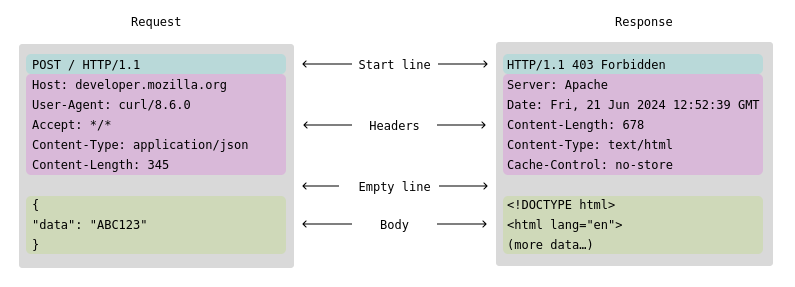 Request
Response
POST / HTTP/1.1
Host: developer.mozilla.org
User-Agent: curl/8.6.0
Accept: */*
Content-Type: application/json
Content-Length: 345
{
"data": "ABC123"
}
Start line
Headers
Empty line
Body
HTTP/1.1 403 Forbidden
Server: Apache
Date: Fri, 21 Jun 2024 12:52:39 GMT
Content-Length: 678
Content-Type: text/html
Cache-Control: no-store
<!DOCTYPE html>
<html lang="en">
(more data…)